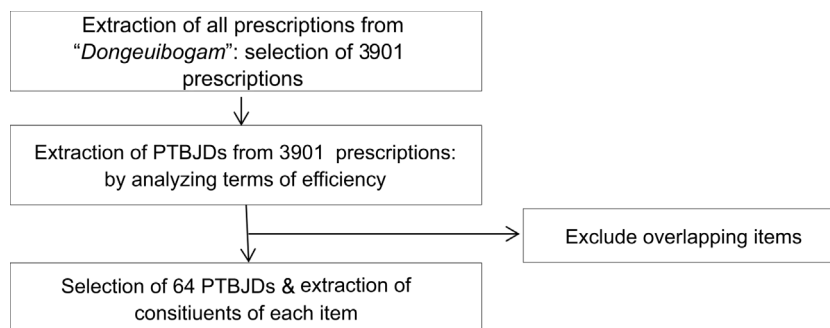 Extraction of all prescriptions from
“Dongeuibogam”: selection of 3901
prescriptions
Extraction of PTBJDs from 3901 prescriptions:
by analyzing terms of efficiency
Exclude overlapping items
Selection of 64 PTBJDs & extraction of
consitiuents of each item